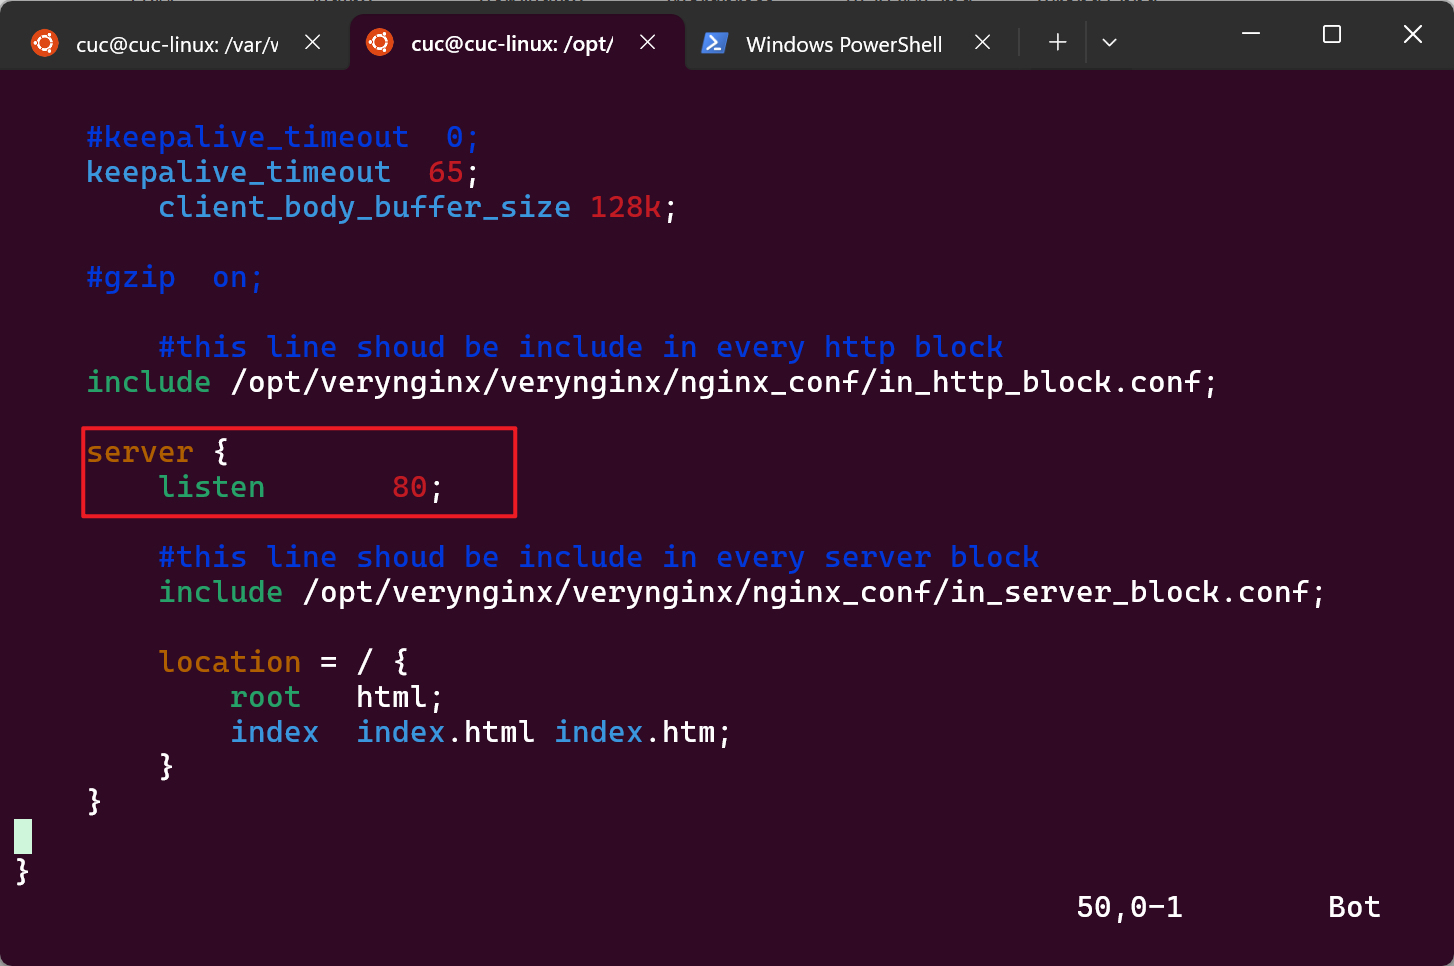 cuc@cuc-linux: /var/
cuc@cuc-linux: /opt/
Windows PowerShell
#keepalive_timeout  0;
keepalive_timeout  65;
client_body_buffer_size 128k;
#gzip  on;
#this line shoud be include in every http block
include /opt/verynginx/verynginx/nginx_conf/in_http_block.conf;
server {
listen       80;
#this line shoud be include in every server block
include /opt/verynginx/verynginx/nginx_conf/in_server_block.conf;
location = / {
root   html;
index  index.html index.htm;
}
}
}
50,0-1
Bot